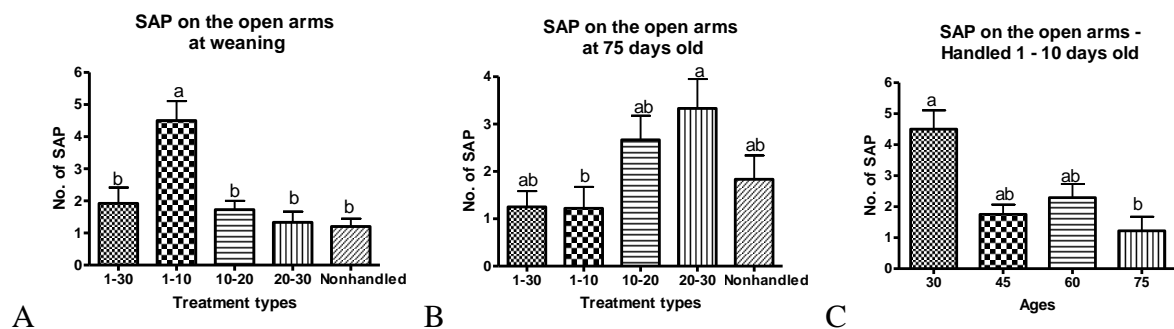 SAP on the open arms
at weaning
6
5
4
3
2
1
0
No. of SAP
b
a
b
b
b
1-30
1-10
10-20
20-30
Nonhandled
Treatment types
A
SAP on the open arms
at 75 days old
4
3
2
1
0
No. of SAP
ab
b
ab
a
ab
1-30
1-10
10-20
20-30
Nonhandled
Treatment types
B
SAP on the open arms -
Handled 1 - 10 days old
6
5
4
3
2
1
0
No. of SAP
a
ab
ab
b
30
45
60
75
Ages
C